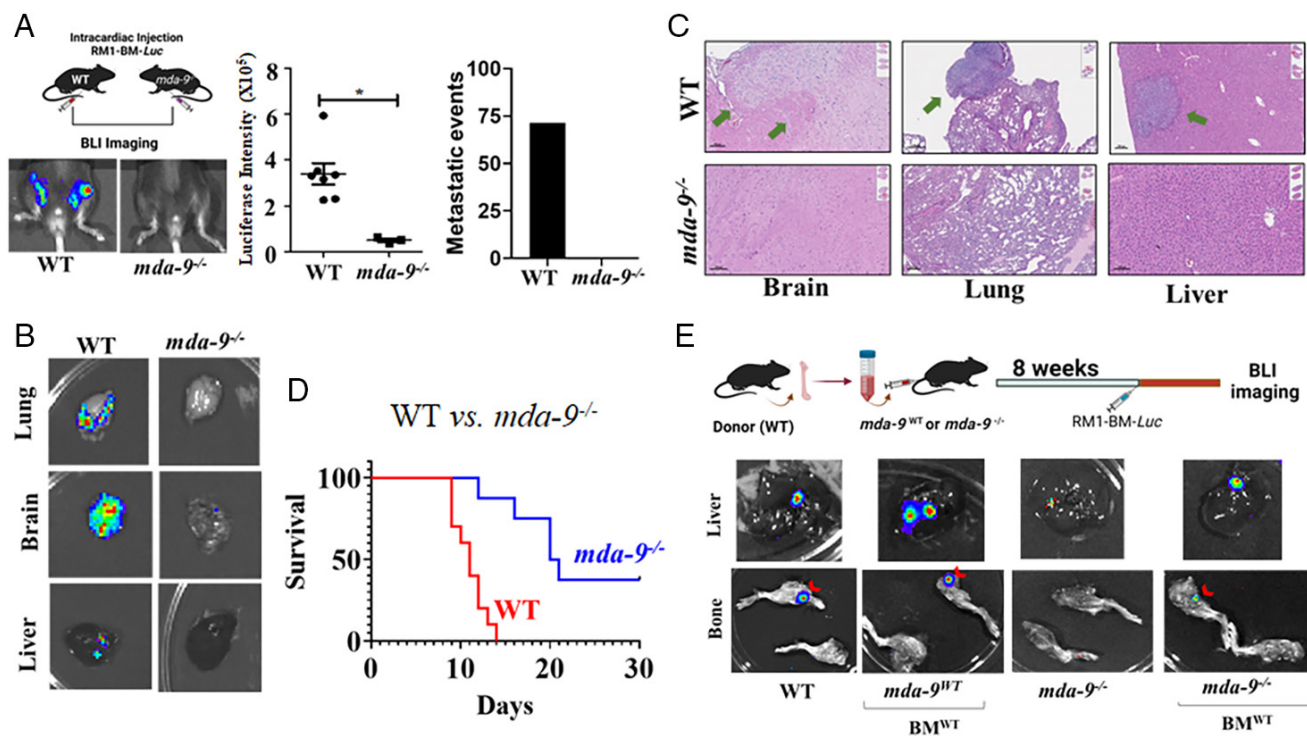 A
Intracardiac Injection
RM1-BM-Luc
WT
mda-9-/-
BLI Imaging
WT
mda-9-/-
Luciferase Intensity (X10⁵)
8
6
4
2
0
*
WT
mda-9-/-
Metastatic events
100
75
50
25
0
WT
mda-9-/-
B
WT
mda-9-/-
Lung
Brain
Liver
C
WT
mda-9-/-
Brain
Lung
Liver
D
WT vs. mda-9-/-
Survival
100
50
0
0
10
20
30
Days
WT
mda-9-/-
E
Donor (WT)
mda-9 WT or mda-9 -/-
8 weeks
RM1-BM-Luc
BLI
imaging
Liver
Bone
WT
mda-9WT
mda-9-/-
mda-9-/-
BMWT
BMWT